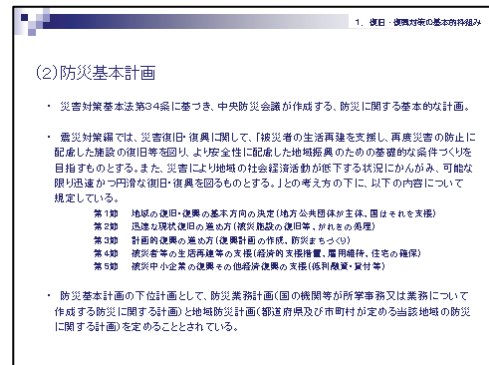 1. 復旧・復興対策の基本的枠組み
(2)防災基本計画
・ 災害対策基本法第34条に基づき、中央防災会議が作成する、防災に関する基本的な計画。
・ 震災対策編では、災害復旧・復興に関して、「被災者の生活再建を支援し、再度災害の防止に
配慮した施設の復旧等を図り、より安全性に配慮した地域振興のための基礎的な条件づくりを
目指すものとする。また、災害により地域の社会経済活動が低下する状況にかんがみ、可能な
限り迅速かつ円滑な復旧・復興を図るものとする。」との考え方の下に、以下の内容について
規定している。
第1節 地域の復旧・復興の基本方向の決定(地方公共団体が主体、国はそれを支援)
第2節 迅速な現状復旧の進め方(被災施設の復旧等、がれきの処理)
第3節 計画的復興の進め方(復興計画の作成、防災まちづくり)
第4節 被災者等の生活再建等の支援(経済的支援措置、雇用維持、住宅の確保)
第5節 被災中小企業の復興その他経済復興の支援(低利融資・貸付等)
・ 防災基本計画の下位計画として、防災業務計画(国の機関等が所掌事務又は業務について
作成する防災に関する計画)と地域防災計画(都道府県及び市町村が定める当該地域の防災
に関する計画)を定めることとされている。